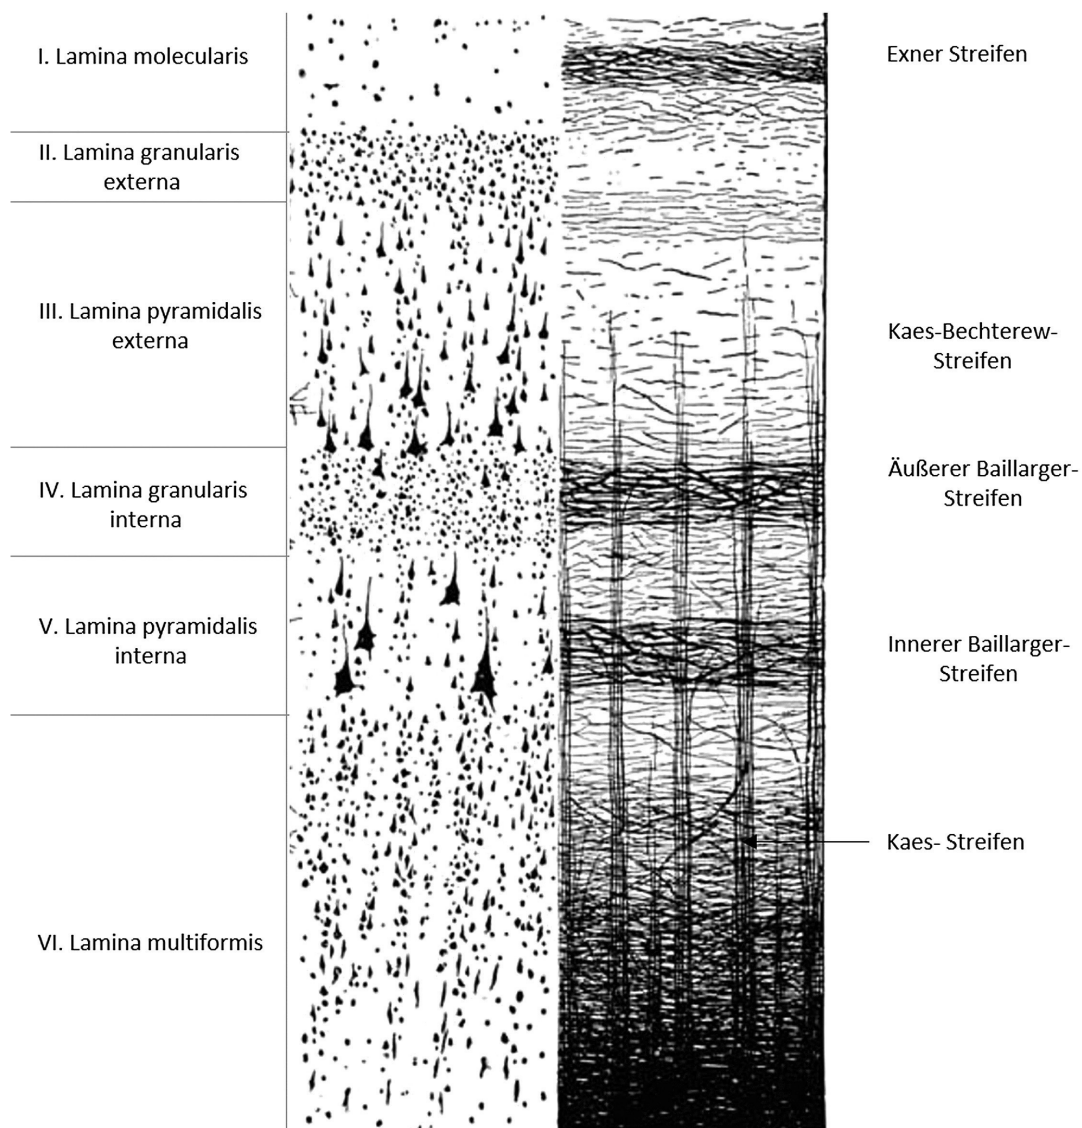 I. Lamina molecularis
II. Lamina granularis
externa
III. Lamina pyramidalis
externa
IV. Lamina granularis
interna
V. Lamina pyramidalis
interna
VI. Lamina multiformis
Exner Streifen
Kaes-Bechterew-
Streifen
Äußerer Baillarger-
Streifen
Innerer Baillarger-
Streifen
Kaes- Streifen